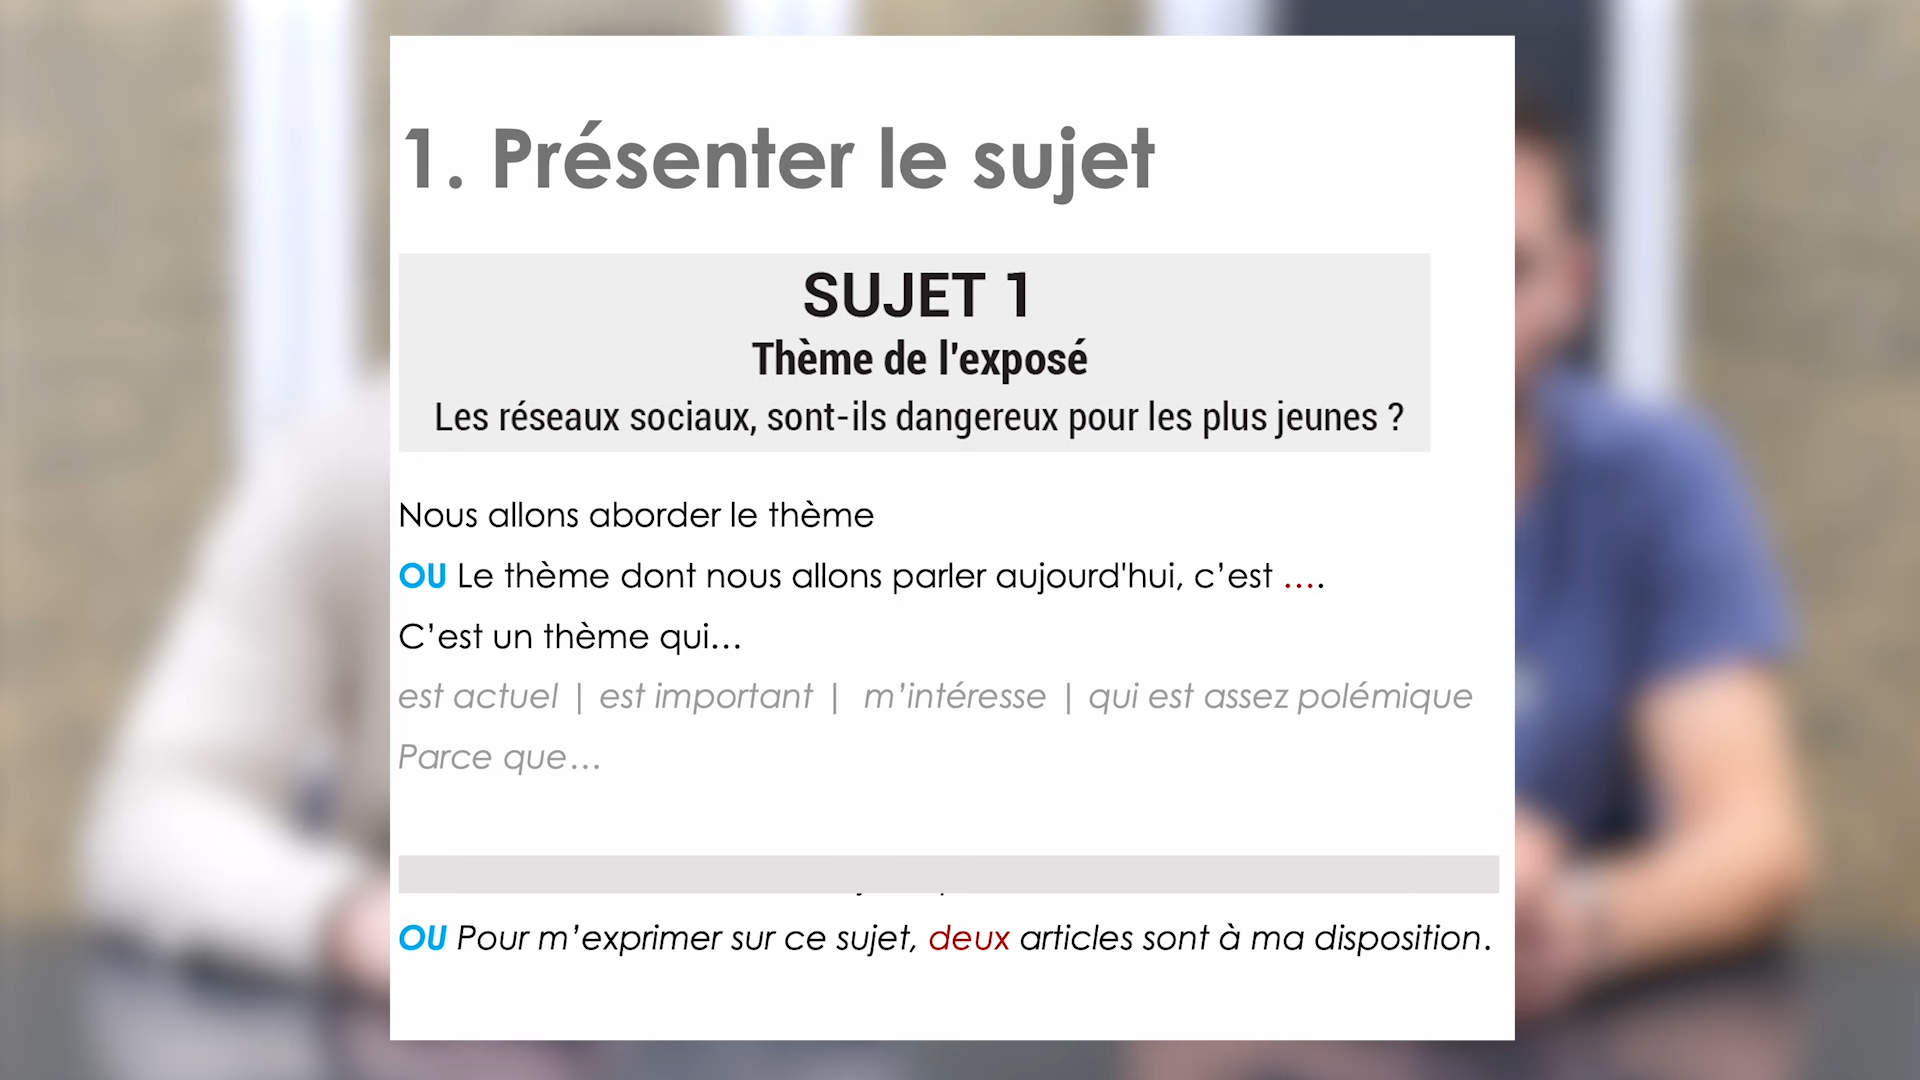 1. Présenter le sujet
SUJET 1
Thème de l'exposé
Les réseaux sociaux, sont-ils dangereux pour les plus jeunes ?
Nous allons aborder le thème
OU Le thème dont nous allons parler aujourd'hui, c’est ....
C’est un thème qui…
est actuel | est important | m’intéresse | qui est assez polémique
Parce que…
OU Pour m’exprimer sur ce sujet, deux articles sont à ma disposition.